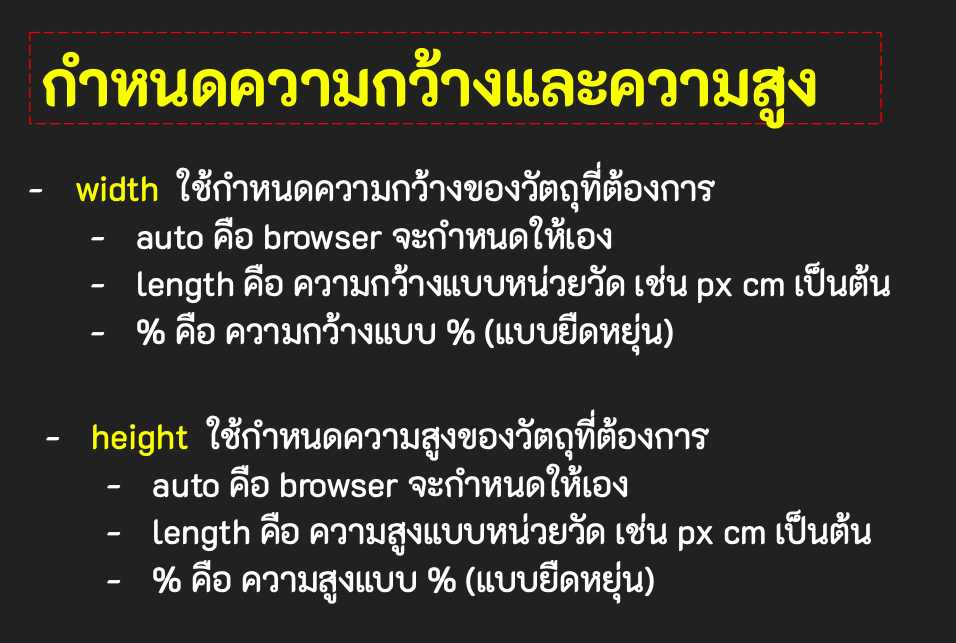 กำหนดความกว้างและความสูง
- width ใช้กำหนดความกว้างของวัตถุที่ต้องการ
- auto คือ browser จะกำหนดให้เอง
- length คือ ความกว้างแบบหน่วยวัด เช่น px cm เป็นต้น
- % คือ ความกว้างแบบ % (แบบยืดหยุ่น)
- height ใช้กำหนดความสูงของวัตถุที่ต้องการ
- auto คือ browser จะกำหนดให้เอง
- length คือ ความสูงแบบหน่วยวัด เช่น px cm เป็นต้น
- % คือ ความสูงแบบ % (แบบยืดหยุ่น)